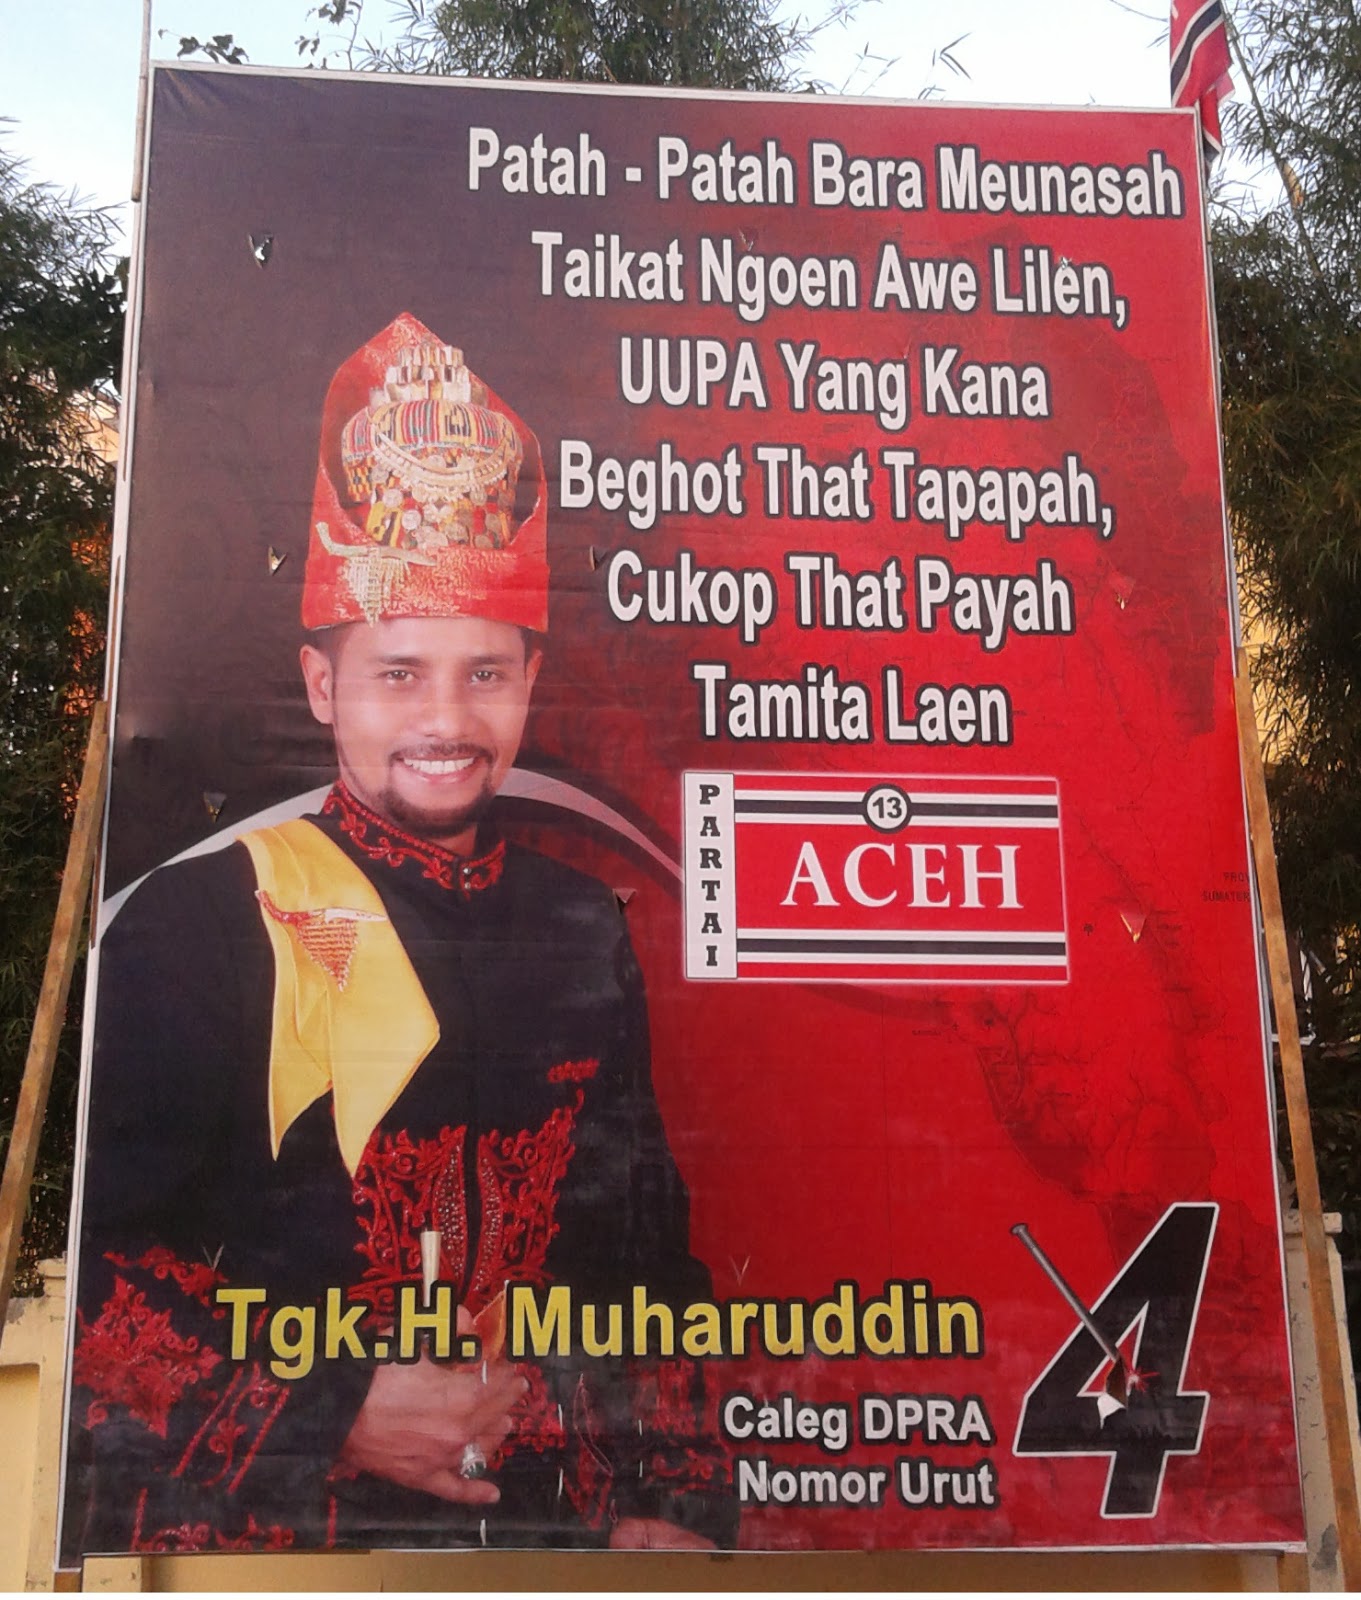 Patah - Patah Bara Meunasah
Taikat Ngoen Awe Lilen,
UUPA Yang Kana
Beghot That Tapapah,
Cukop That Payah
Tamita Laen
PARTAI
13
ACEH
Tgk.H. Muharuddin
Caleg DPRA
Nomor Urut
4